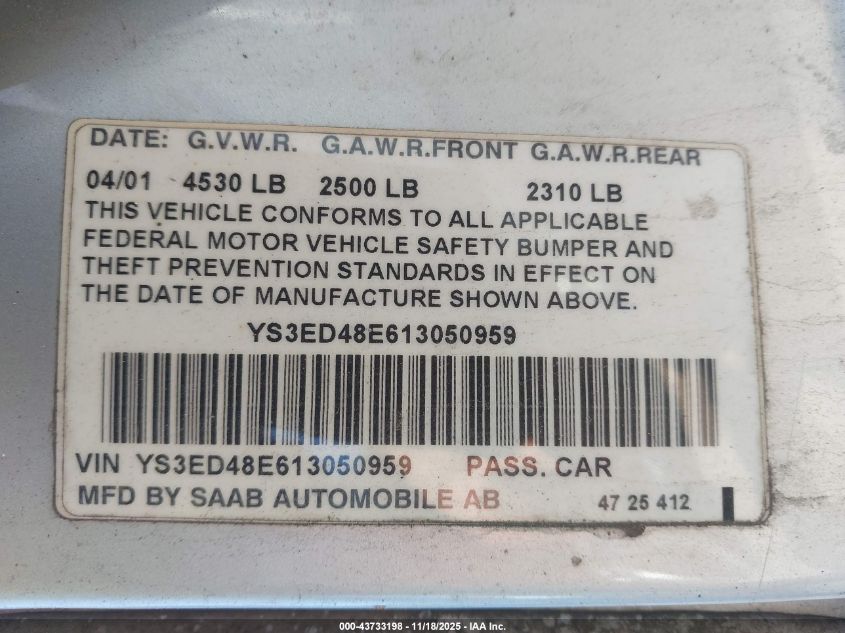 DATE: G.V.W.R. G.A.W.R.FRONT G.A.W.R.REAR
04/01 4530 LB 2500 LB 2310 LB
THIS VEHICLE CONFORMS TO ALL APPLICABLE
FEDERAL MOTOR VEHICLE SAFETY BUMPER AND
THEFT PREVENTION STANDARDS IN EFFECT ON
THE DATE OF MANUFACTURE SHOWN ABOVE.
YS3ED48E613050959
VIN YS3ED48E613050959 PASS. CAR
MFD BY SAAB AUTOMOBILE AB 47 25 412
000-43733198 - 11/18/2025 - IAA Inc.